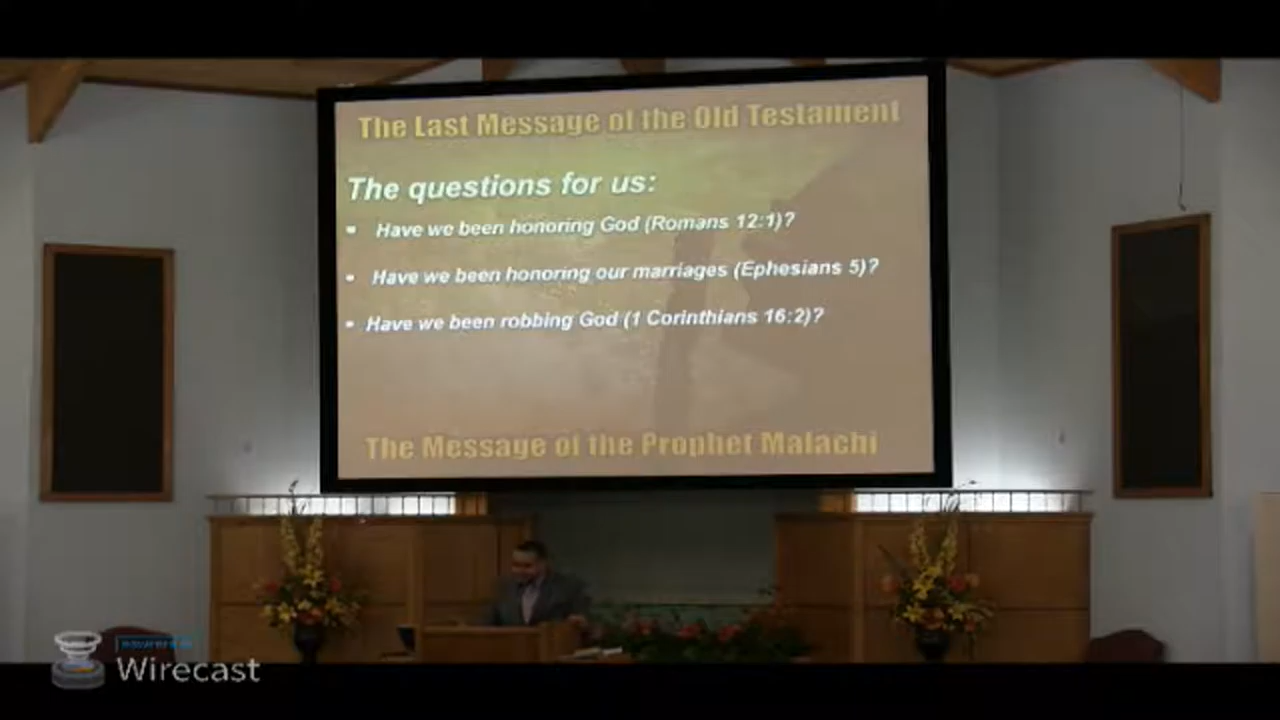 The Last Message of the Old Testament
The questions for us:
• Have we been honoring God (Romans 12:1)?
• Have we been honoring our marriages (Ephesians 5)?
• Have we been robbing God (1 Corinthians 16:2)?
The Message of the Prophet Malachi
Wirecast